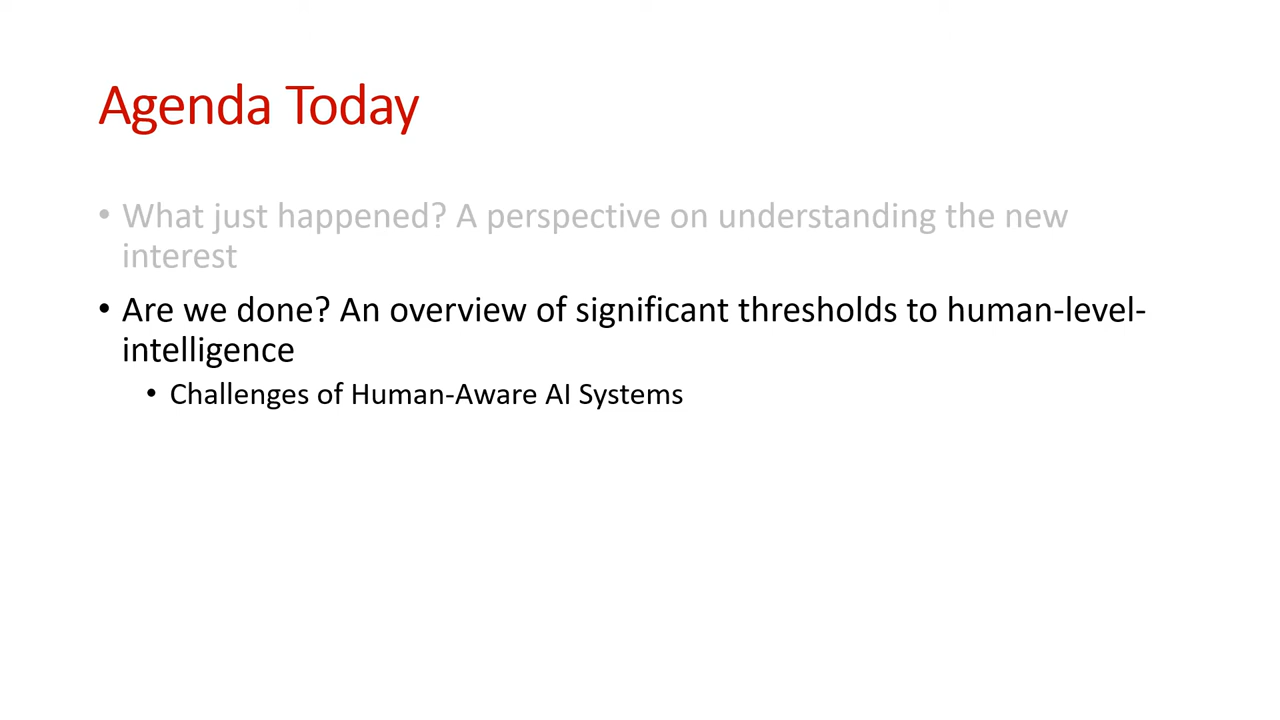 Agenda Today
• What just happened? A perspective on understanding the new
interest
• Are we done? An overview of significant thresholds to human-level-
intelligence
• Challenges of Human-Aware AI Systems